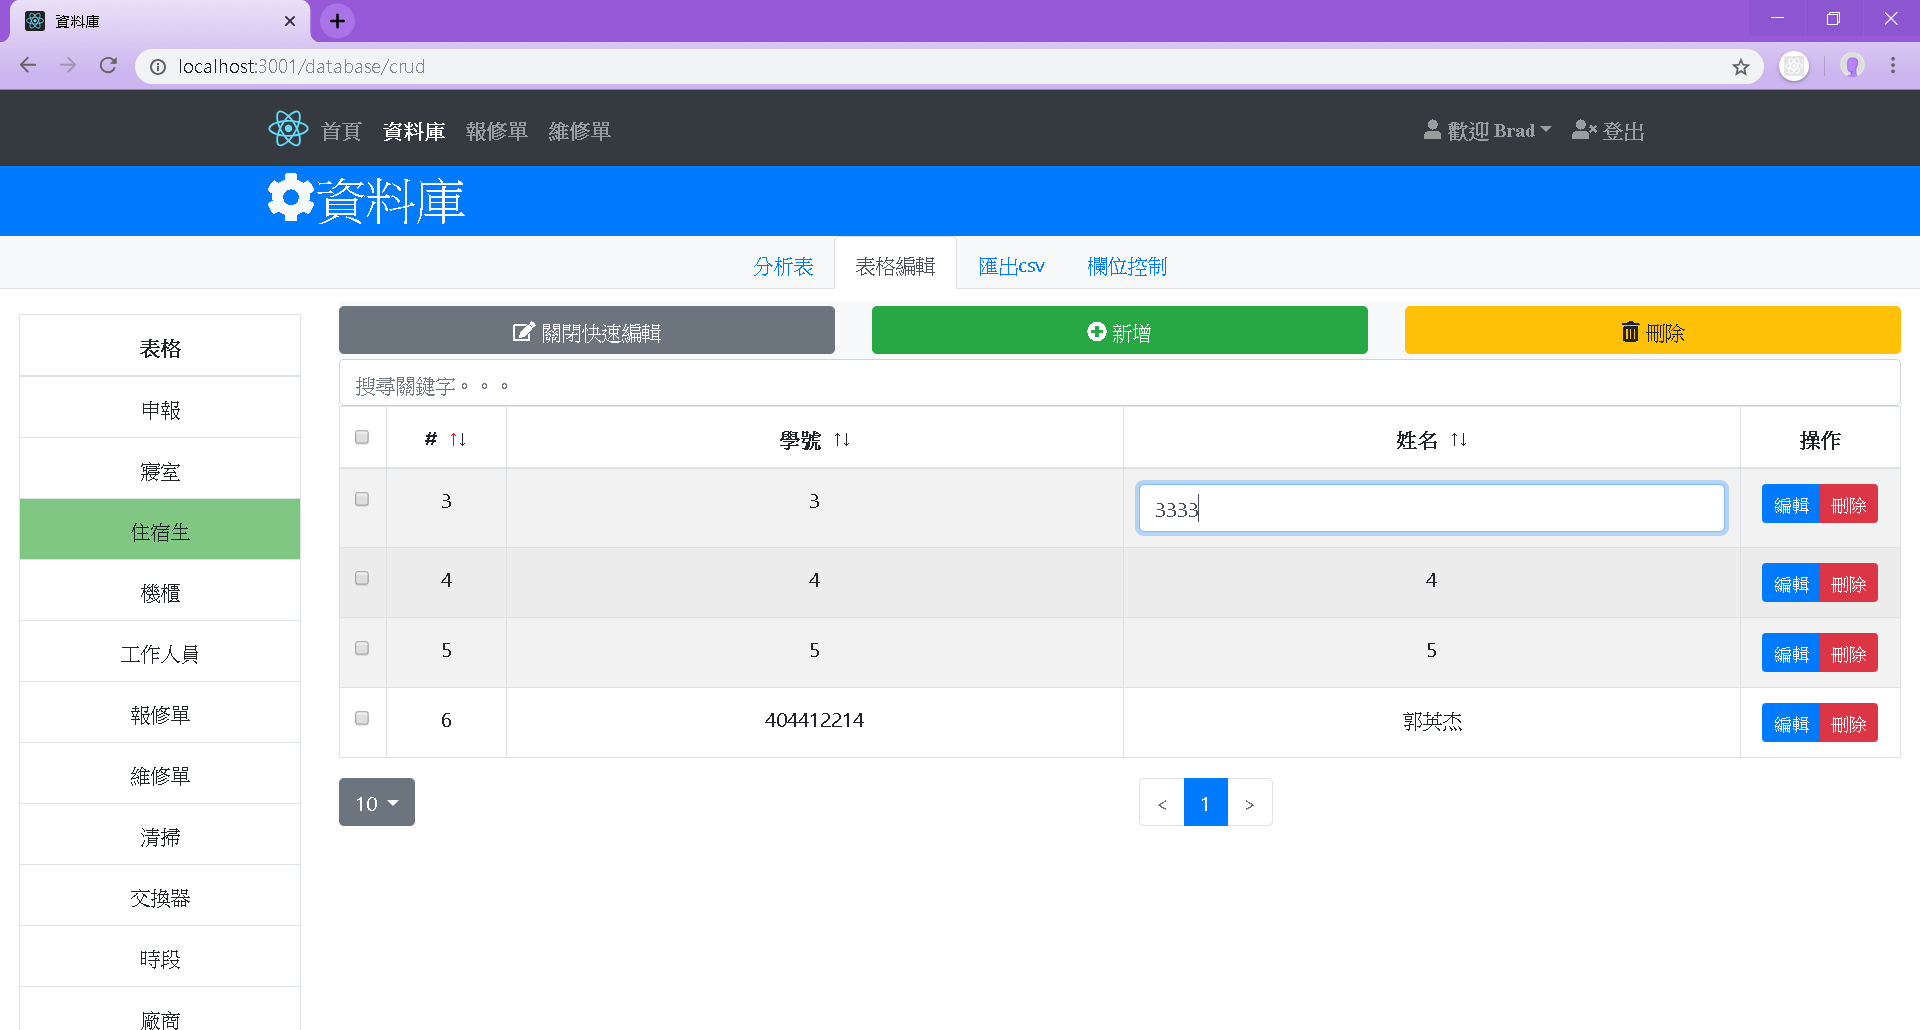 資料庫
localhost:3001/database/crud
首頁 資料庫 報修單 維修單 歡迎 Brad 登出
資料庫
分析表 表格編輯 匯出csv 欄位控制
關閉快速編輯 新增 刪除
搜尋關鍵字。。。
# ↑↓ 學號 ↑↓ 姓名 ↑↓ 操作
3 3 3333 編輯 刪除
4 4 4 編輯 刪除
5 5 5 編輯 刪除
6 404412214 郭英杰 編輯 刪除
10 < 1 >
表格
申報
寢室
住宿生
機櫃
工作人員
報修單
維修單
清掃
交換器
時段
廠商